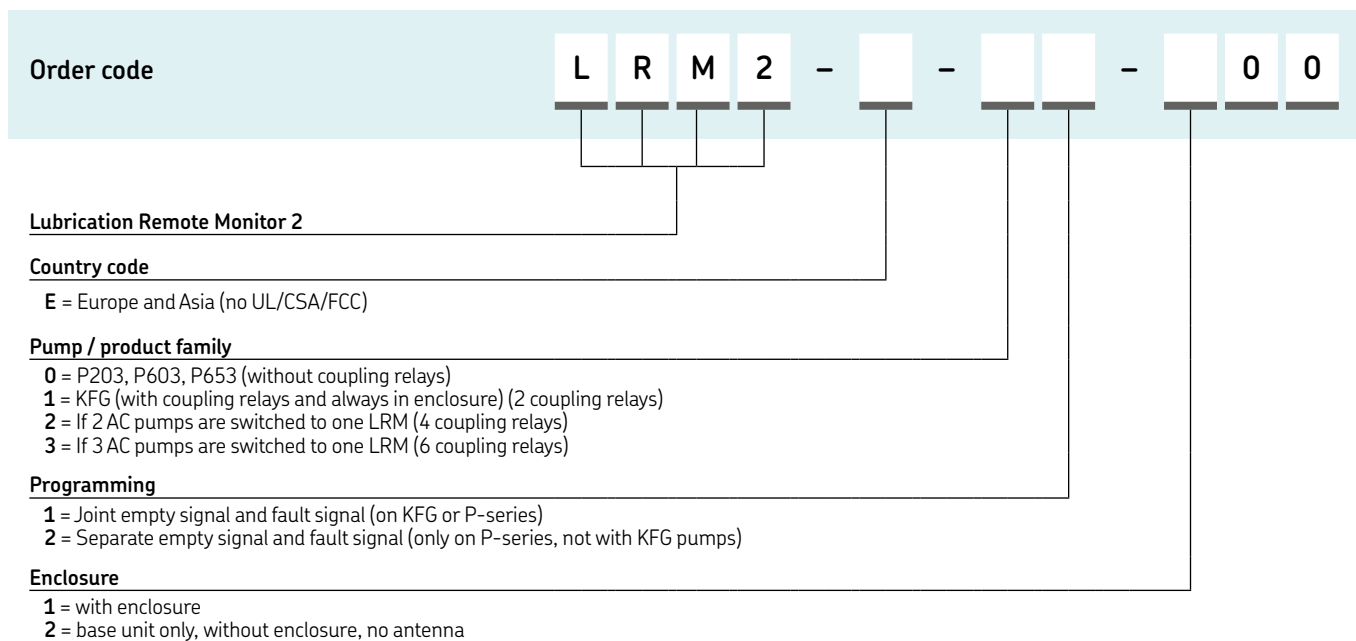 Order code L R M 2 – – – 0 0
Lubrication Remote Monitor 2
Country code
E = Europe and Asia (no UL/CSA/FCC)
Pump / product family
0 = P203, P603, P653 (without coupling relays)
1 = KFG (with coupling relays and always in enclosure) (2 coupling relays)
2 = If 2 AC pumps are switched to one LRM (4 coupling relays)
3 = If 3 AC pumps are switched to one LRM (6 coupling relays)
Programming
1 = Joint empty signal and fault signal (on KFG or P-series)
2 = Separate empty signal and fault signal (only on P-series, not with KFG pumps)
Enclosure
1 = with enclosure
2 = base unit only, without enclosure, no antenna